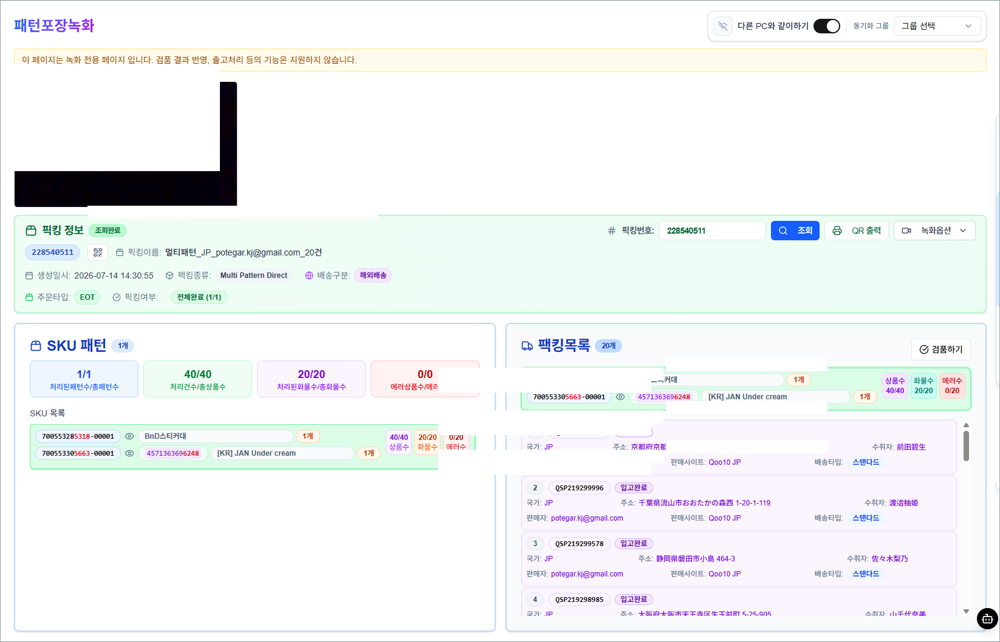 패턴포장녹화
다른 PC와 같이하기 동기화 그룹 그룹 선택
이 페이지는 녹화 전용 페이지 입니다. 검품 결과 반영, 출고처리 등의 기능은 지원하지 않습니다.
픽킹 정보 조회완료 픽킹번호: 228540511 조회 QR 출력 녹화옵션
228540511 픽킹이름: 멀티패턴_JP_potegar.kj@gmail.com_20건
생성일시: 2026-07-14 14:30:55 팩킹종류: Multi Pattern Direct 배송구분: 해외배송
주문타입: EOT 픽킹여부: 전체완료 (1/1)
SKU 패턴 1개
1/1 40/40 20/20 0/0
처리된패턴수/총패턴수 처리건수/총상품수 처리된화물수/총화물수 에러상품수/에러
SKU 목록
700553285318-00001 BnD스티커대 1개 40/40 20/20 0/20
상품수 화물수 에러수
700553305663-00001 4571363696248 [KR] JAN Under cream 1개
팩킹목록 20개 검품하기
커대 1개 상품수 화물수 에러수
40/40 20/20 0/20
700553305663-00001 4571363696248 [KR] JAN Under cream 1개
국가: JP 주소: 京都府京都 수취자: 前田碧生
판매사이트: Qoo10 JP 배송타입: 스탠다드
2 QSP219299996 입고완료
국가: JP 주소: 千葉県流山市おおたかの森西 1-20-1-119 수취자: 渡邉柚姫
판매자: potegar.kj@gmail.com 판매사이트: Qoo10 JP 배송타입: 스탠다드
3 QSP219299578 입고완료
국가: JP 주소: 静岡県磐田市小島 464-3 수취자: 佐々木梨乃
판매자: potegar.kj@gmail.com 판매사이트: Qoo10 JP 배송타입: 스탠다드
4 QSP219298985 입고완료
국가: JP 주소: 大阪府大阪市天王寺区生玉前町 5-25-905 수취자: 山千代奈美